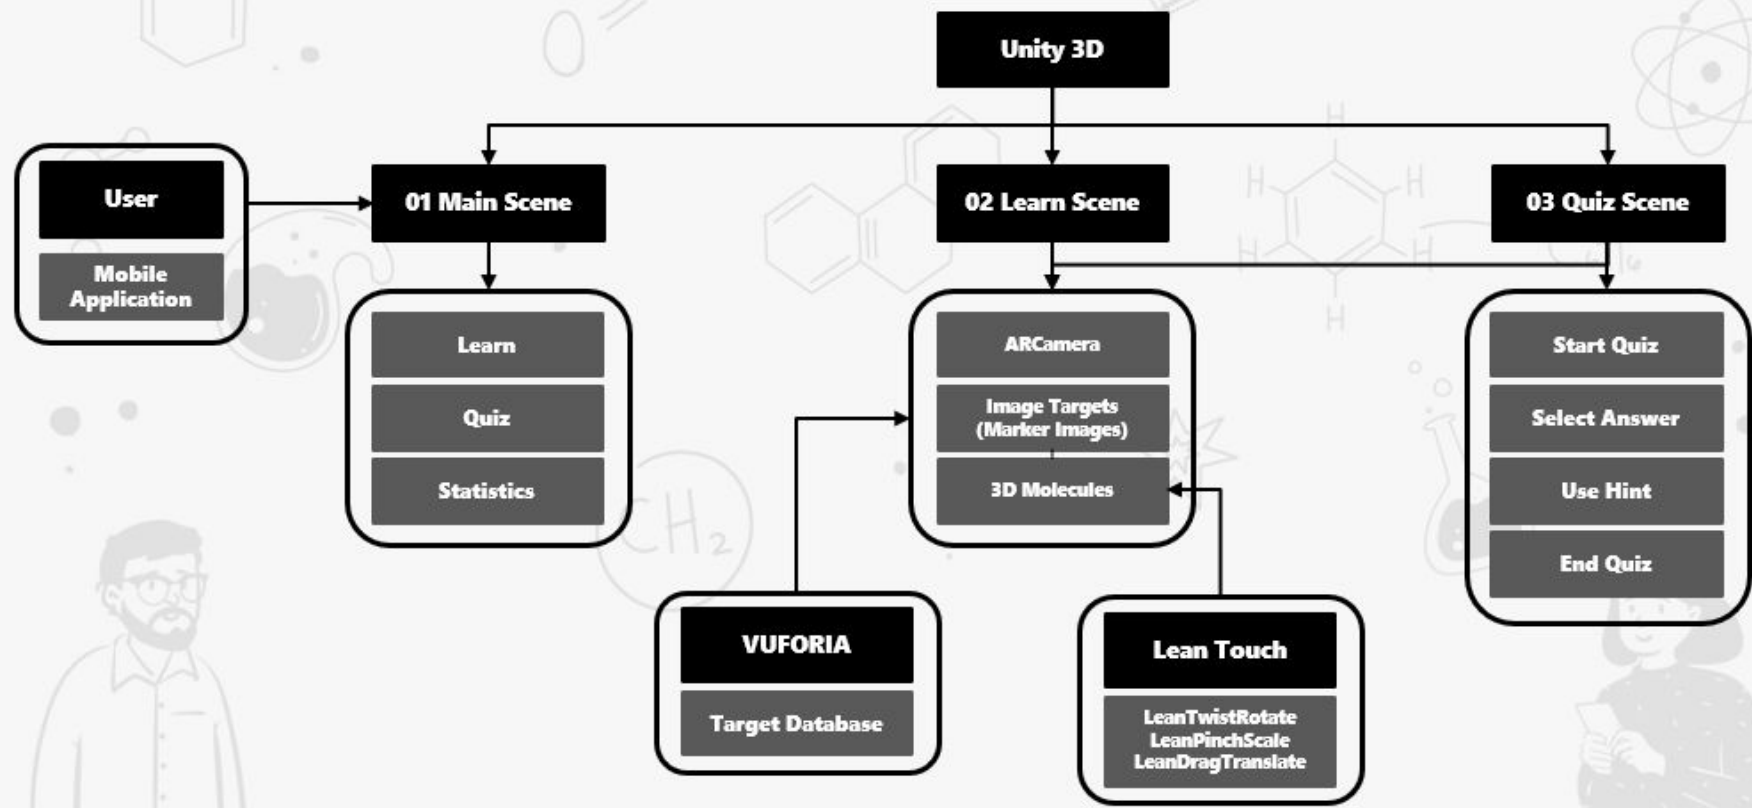 Unity 3D
User
Mobile
Application
01 Main Scene
02 Learn Scene
03 Quiz Scene
Learn
Quiz
Statistics
ARCamera
Image Targets
(Marker Images)
3D Molecules
Start Quiz
Select Answer
Use Hint
End Quiz
VUFORIA
Target Database
Lean Touch
LeanTwistRotate
LeanPinchScale
LeanDragTranslate
CH2
H
H
H
H
H
H